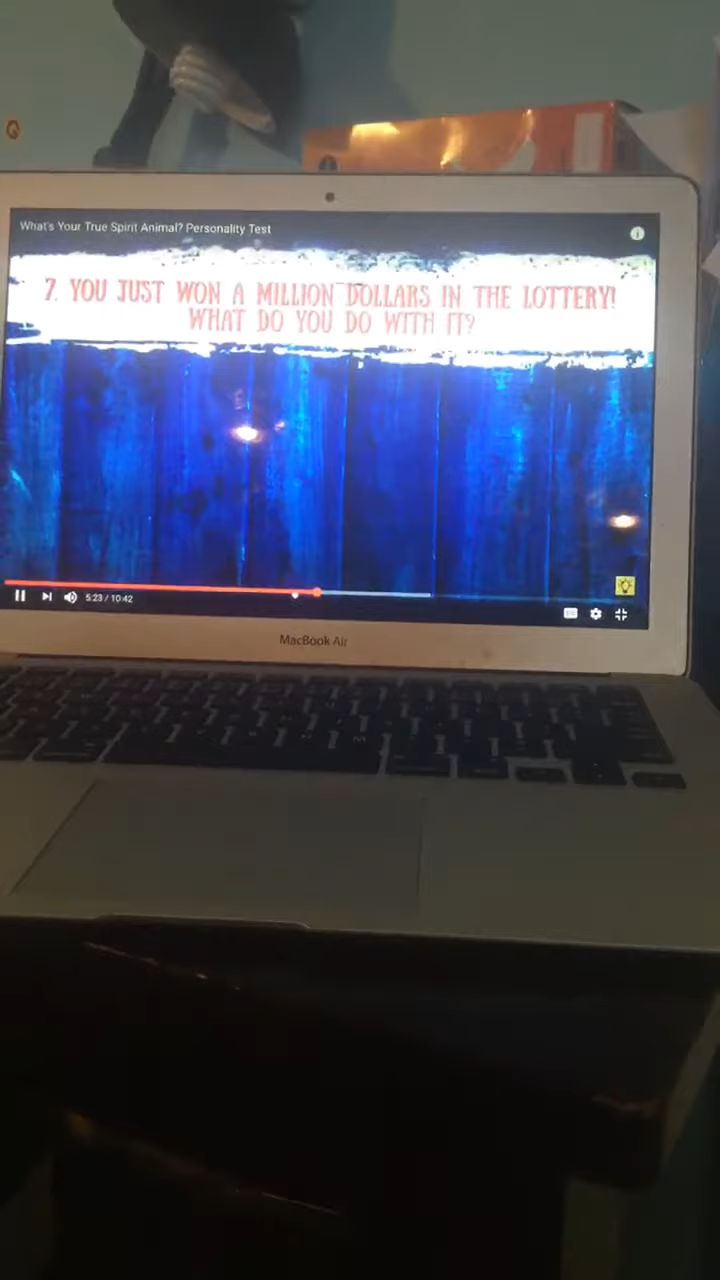 What's Your True Spirit Animal? Personality Test
7. YOU JUST WON A MILLION DOLLARS IN THE LOTTERY!
WHAT DO YOU DO WITH IT?
5:23 / 10:42
MacBook Air